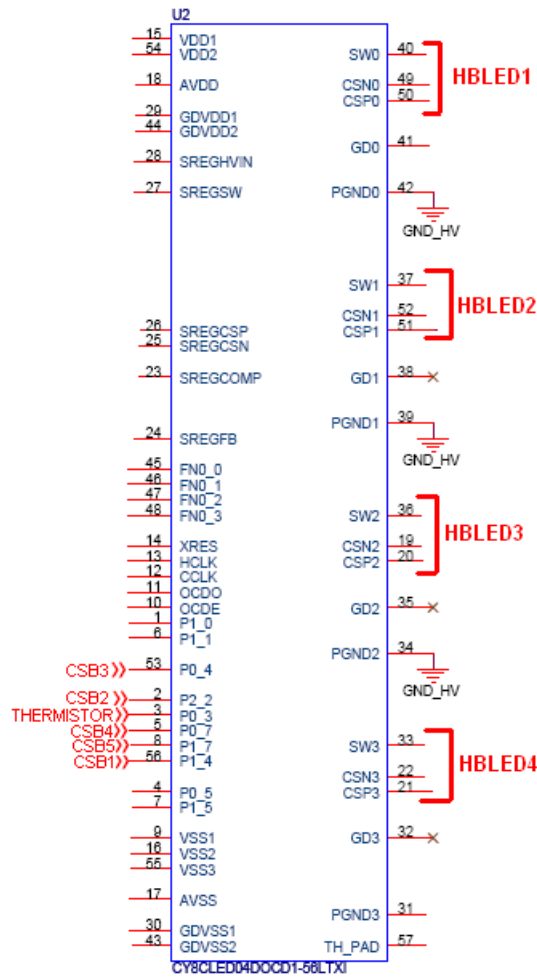 U2
15 VDD1
54 VDD2
SW0 40
HBLED1
18 AVDD
CSN0 49
CSP0 50
29 GDVDD1
44 GDVDD2
GD0 41
28 SREGHVIN
27 SREGSW
PGND0 42
GND_HV
SW1 37
HBLED2
CSN1 52
26 SREGCSP
CSP1 51
25 SREGCSN
23 SREGCOMP
GD1 38
PGND1 39
24 SREGFB
GND_HV
45 FN0_0
46 FN0_1
47 FN0_2
48 FN0_3
SW2 36
HBLED3
14 XRES
CSN2 19
13 HCLK
CSP2 20
12 CCLK
11 OCDO
10 OCDE
GD2 35
1 P1_0
6 P1_1
PGND2 34
CSB3 53 P0_4
GND_HV
CSB2 2 P2_2
THERMISTOR 3 P0_3
CSB4 5 P0_7
CSB5 8 P1_7
SW3 33
CSB1 56 P1_4
HBLED4
CSN3 22
4 P0_5
CSP3 21
7 P1_5
9 VSS1
GD3 32
16 VSS2
55 VSS3
17 AVSS
PGND3 31
30 GDVSS1
43 GDVSS2
TH_PAD 57
CY8CLED04DOCD1-56LTXI